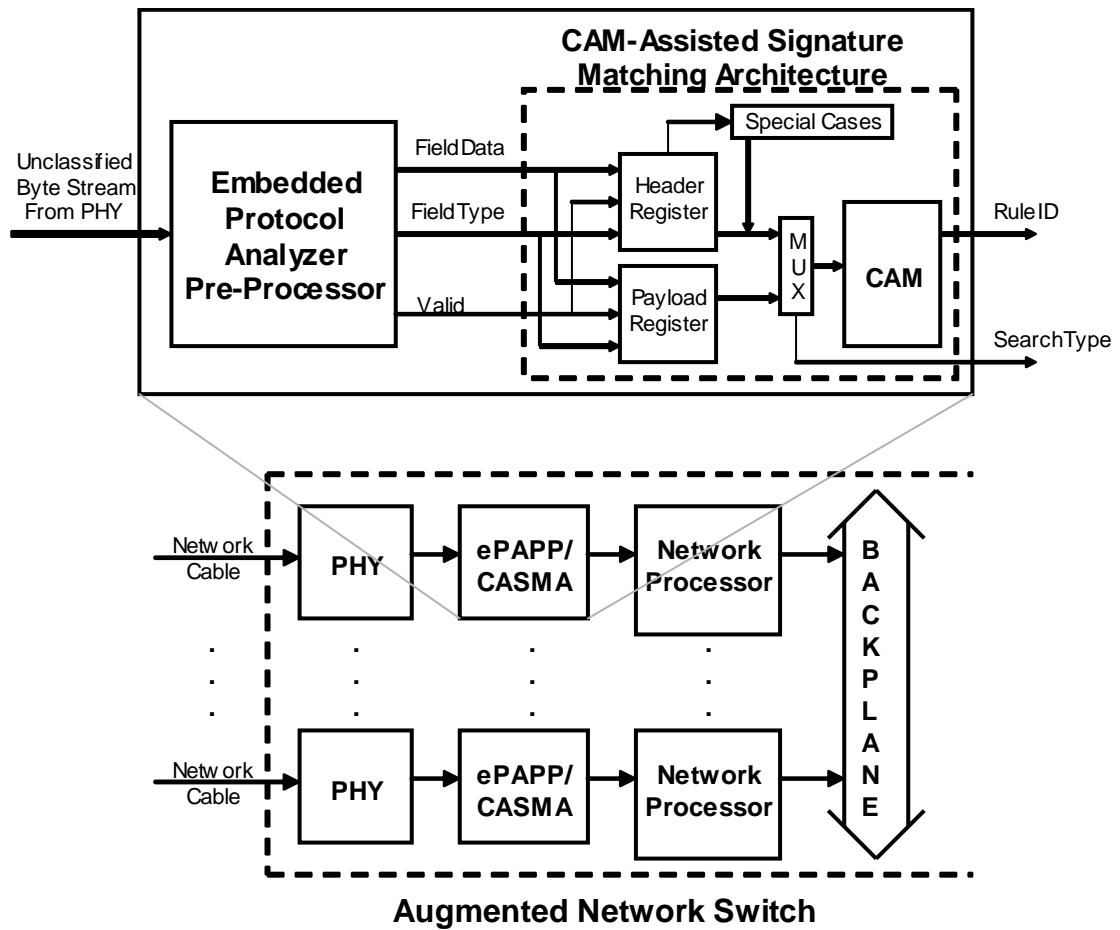 CAM-Assisted Signature
Matching Architecture
Special Cases
Unclassified
Byte Stream
From PHY
Embedded
Protocol
Analyzer
Pre-Processor
FieldData
FieldType
Valid
Header
Register
Payload
Register
MUX
CAM
RuleID
SearchType
Network
Cable
PHY
ePAPP/
CASMA
Network
Processor
BACKPLANE
Network
Cable
PHY
ePAPP/
CASMA
Network
Processor
Augmented Network Switch